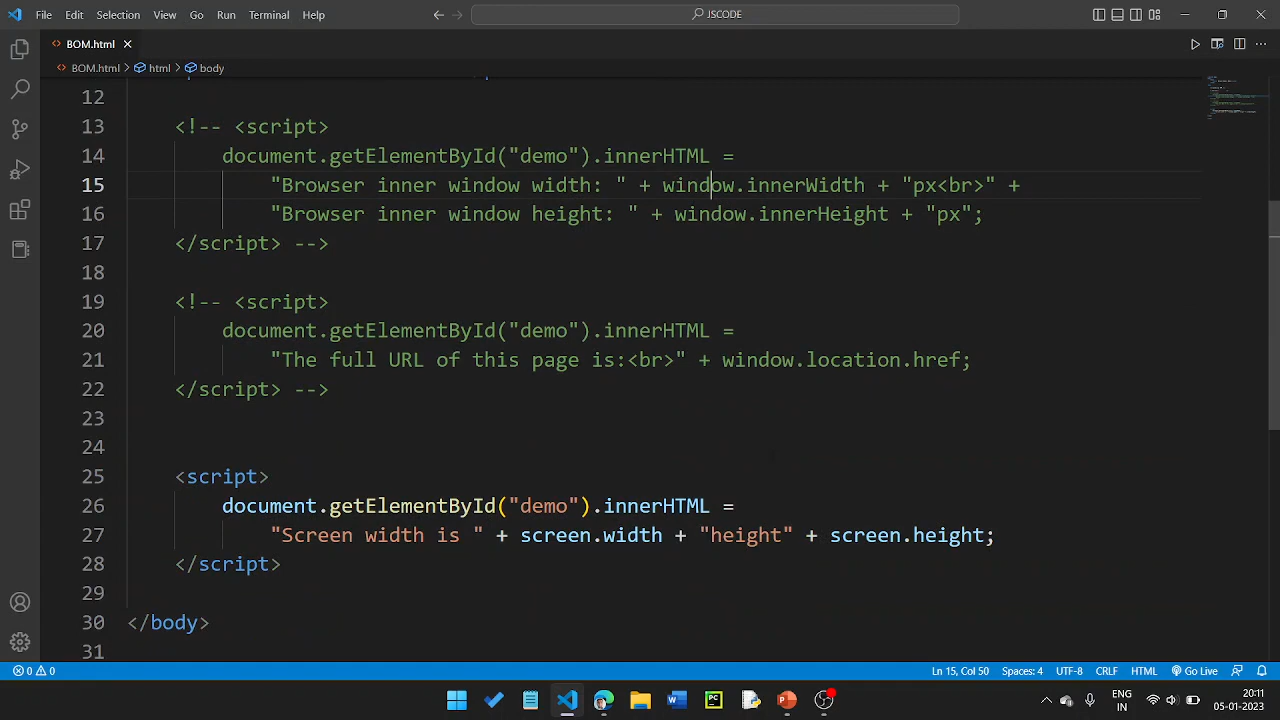 File Edit Selection View Go Run Terminal Help
JSCODE
BOM.html
BOM.html > html > body
12
13 <!-- <script>
14 document.getElementById("demo").innerHTML =
15 "Browser inner window width: " + window.innerWidth + "px<br>" +
16 "Browser inner window height: " + window.innerHeight + "px";
17 </script> -->
18
19 <!-- <script>
20 document.getElementById("demo").innerHTML =
21 "The full URL of this page is:<br>" + window.location.href;
22 </script> -->
23
24
25 <script>
26 document.getElementById("demo").innerHTML =
27 "Screen width is " + screen.width + "height" + screen.height;
28 </script>
29
30 </body>
31
0 0 Ln 15, Col 50 Spaces: 4 UTF-8 CRLF HTML Go Live
W PC P
ENG
IN
20:11
05-01-2023